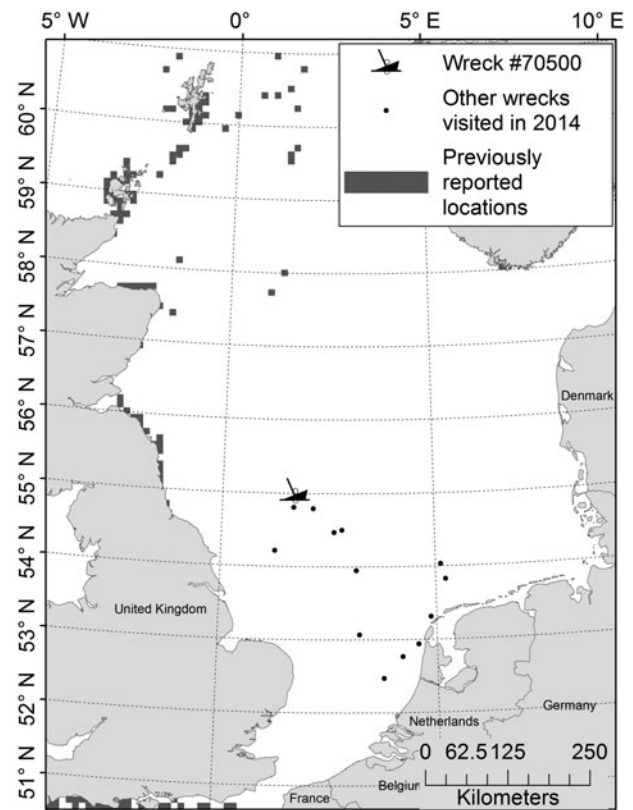 5° W
0°
5° E
10° E
Wreck #70500
Other wrecks
visited in 2014
Previously
reported
locations
60° N
59° N
58° N
57° N
56° N
55° N
54° N
53° N
52° N
51° N
Denmark
United Kingdom
Germany
Netherlands
Belgiur
France
0 62.5 125 250
Kilometers